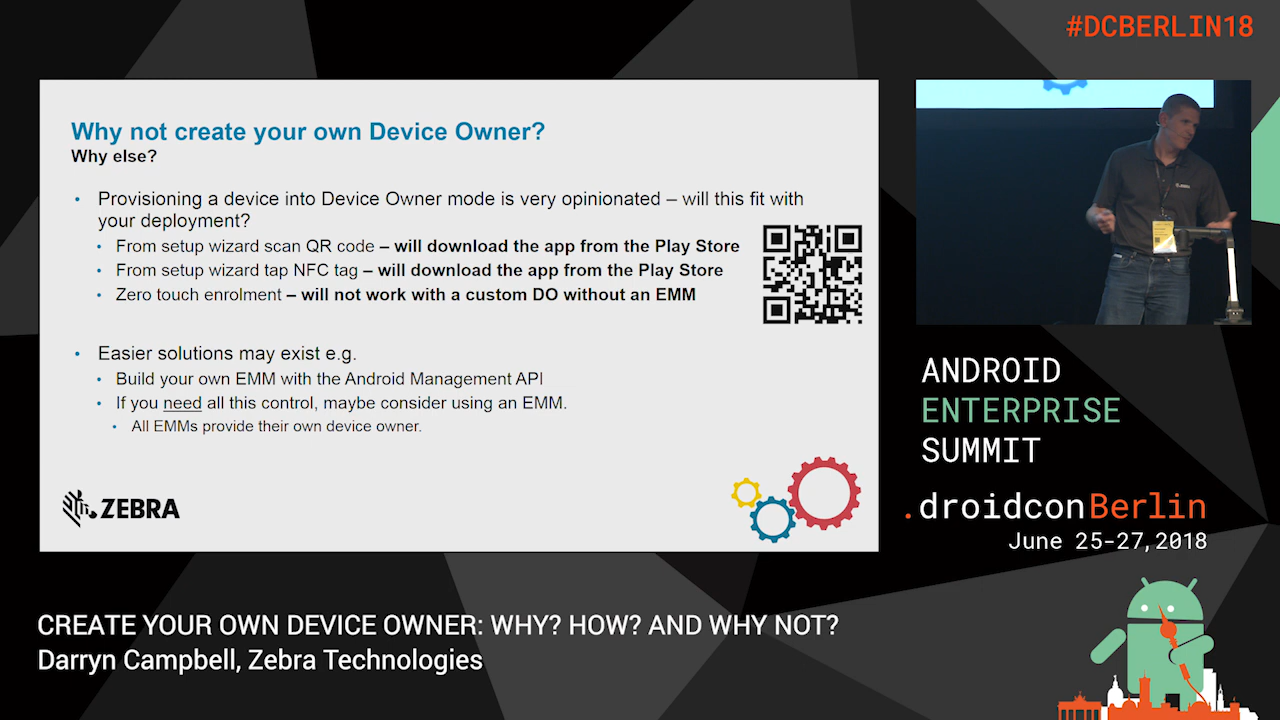 #DCBERLIN18
Why not create your own Device Owner?
Why else?
• Provisioning a device into Device Owner mode is very opinionated – will this fit with
your deployment?
• From setup wizard scan QR code – will download the app from the Play Store
• From setup wizard tap NFC tag – will download the app from the Play Store
• Zero touch enrolment – will not work with a custom DO without an EMM
• Easier solutions may exist e.g.
• Build your own EMM with the Android Management API
• If you need all this control, maybe consider using an EMM.
• All EMMs provide their own device owner.
ZEBRA
ANDROID
ENTERPRISE
SUMMIT
.droidconBerlin
June 25-27,2018
CREATE YOUR OWN DEVICE OWNER: WHY? HOW? AND WHY NOT?
Darryn Campbell, Zebra Technologies